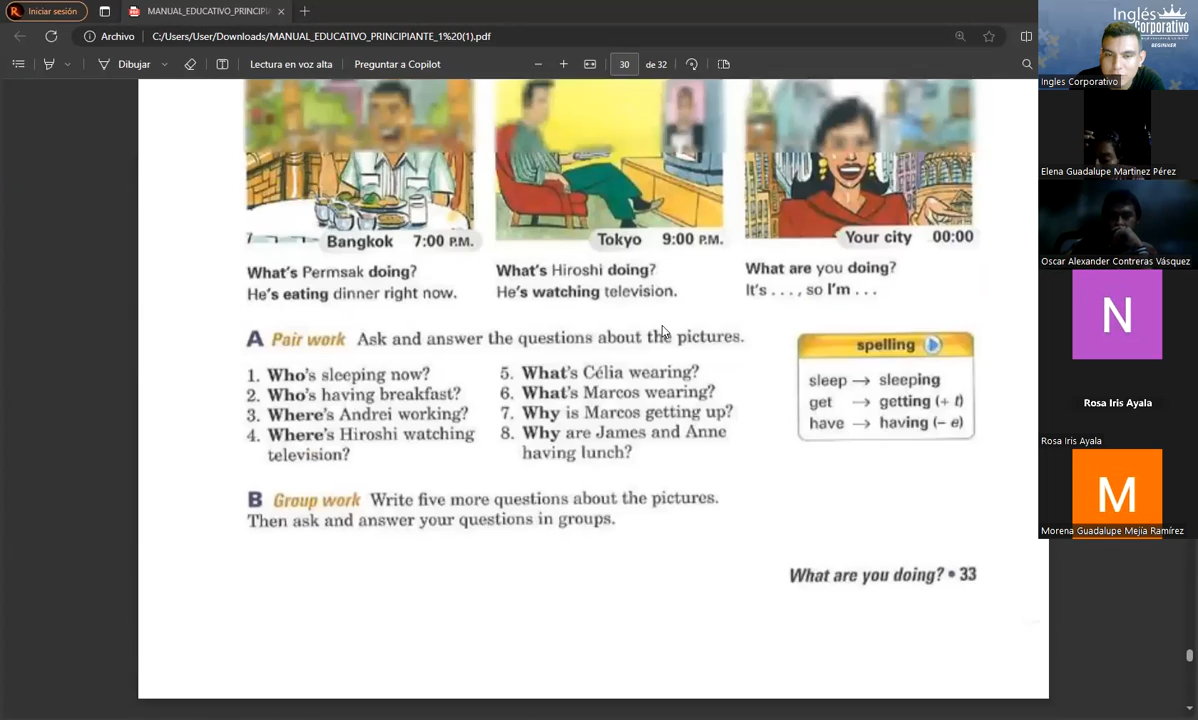 Iniciar sesión
MANUAL_EDUCATIVO_PRINCIPIANTE
Archivo
C:/Users/User/Downloads/MANUAL_EDUCATIVO_PRINCIPIANTE_1%20(1).pdf
Dibujar
Lectura en voz alta
Preguntar a Copilot
30
de 32
Bangkok 7:00 P.M.
What's Permsak doing?
He's eating dinner right now.
Tokyo 9:00 P.M.
What's Hiroshi doing?
He's watching television.
Your city 00:00
What are you doing?
It's . . . , so I'm . . .
A Pair work Ask and answer the questions about the pictures.
1. Who's sleeping now?
2. Who's having breakfast?
3. Where's Andrei working?
4. Where's Hiroshi watching
television?
5. What's Célia wearing?
6. What's Marcos wearing?
7. Why is Marcos getting up?
8. Why are James and Anne
having lunch?
spelling
sleep → sleeping
get → getting (+ t)
have → having (– e)
B Group work Write five more questions about the pictures.
Then ask and answer your questions in groups.
What are you doing? • 33
Inglés
Corporativo
BEGINNER
Ingles Corporativo
Elena Guadalupe Martinez Pérez
Oscar Alexander Contreras Vásquez
N
Rosa Iris Ayala
Rosa Iris Ayala
M
Morena Guadalupe Mejía Ramírez